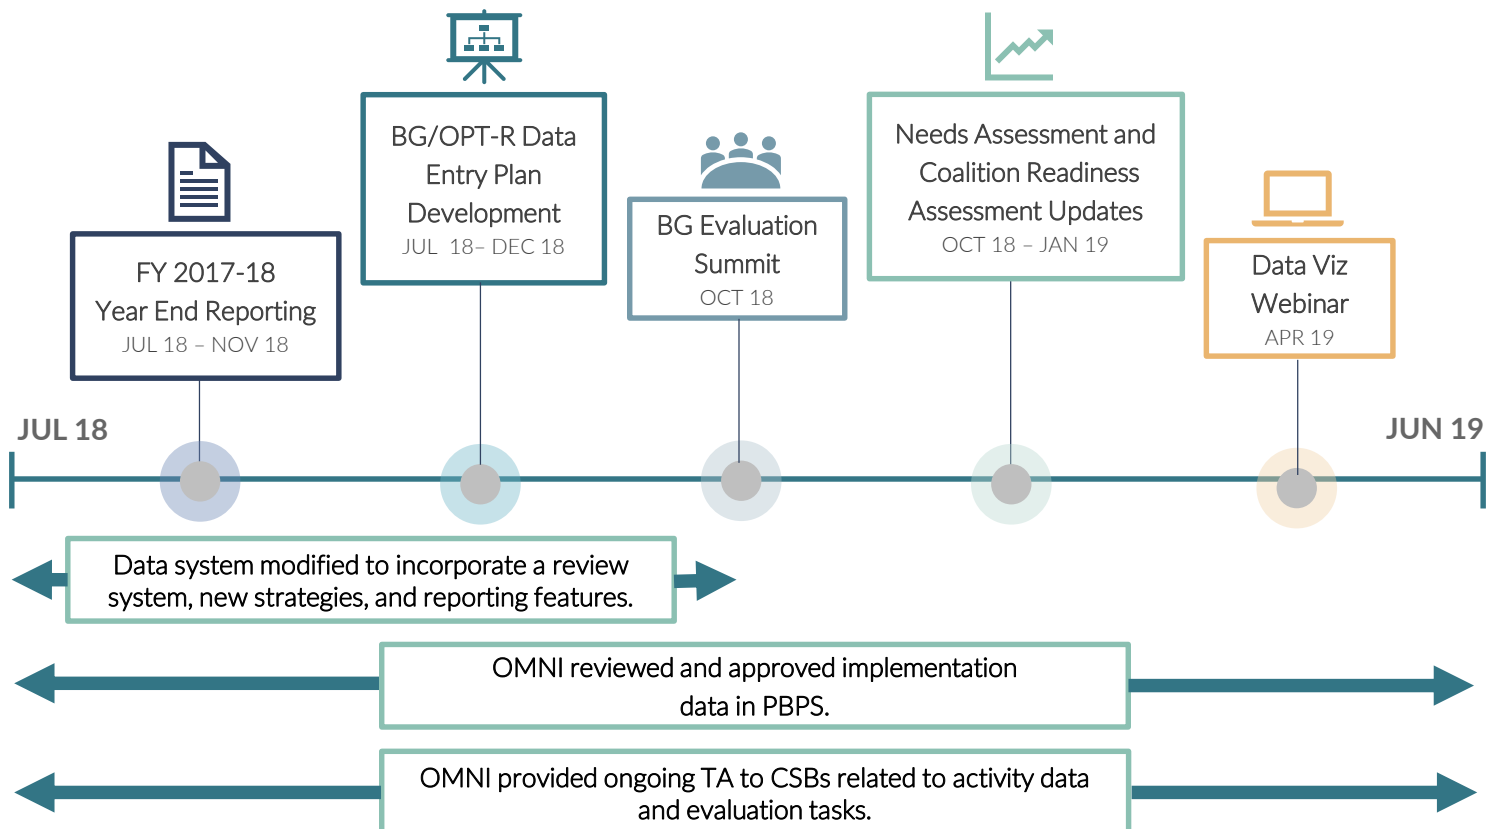 FY 2017-18
Year End Reporting
JUL 18 – NOV 18
BG/OPT-R Data
Entry Plan
Development
JUL 18– DEC 18
BG Evaluation
Summit
OCT 18
Needs Assessment and
Coalition Readiness
Assessment Updates
OCT 18 – JAN 19
Data Viz
Webinar
APR 19
JUL 18
JUN 19
Data system modified to incorporate a review
system, new strategies, and reporting features.
OMNI reviewed and approved implementation
data in PBPS.
OMNI provided ongoing TA to CSBs related to activity data
and evaluation tasks.